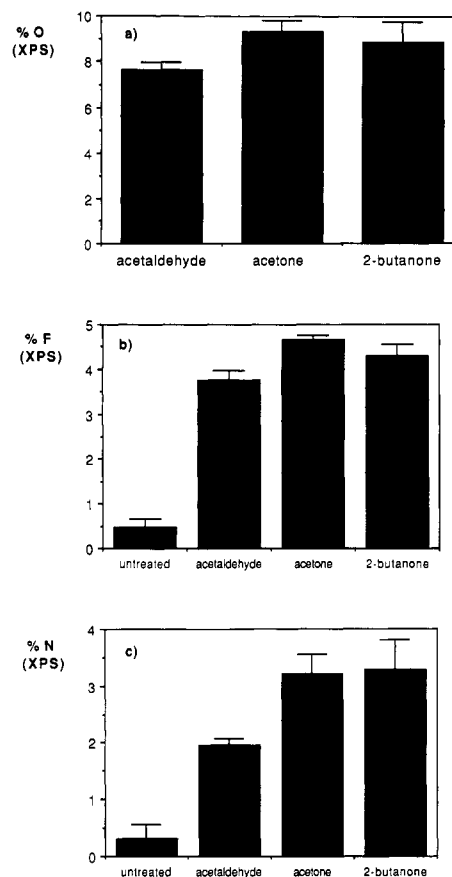 % O
(XPS)
a)
10
8
6
4
2
0
acetaldehyde acetone 2-butanone
% F
(XPS)
b)
5
4
3
2
1
0
untreated acetaldehyde acetone 2-butanone
% N
(XPS)
c)
4
3
2
1
0
untreated acetaldehyde acetone 2-butanone